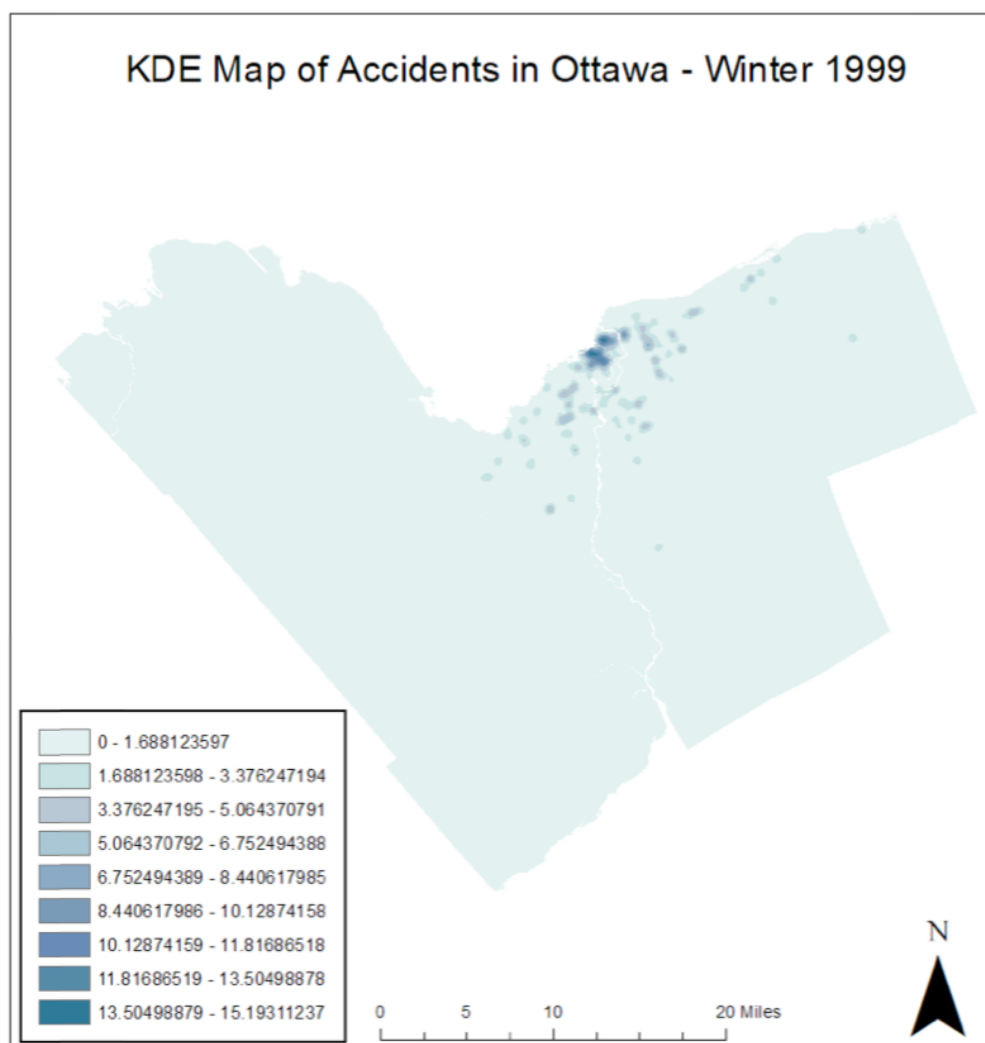 KDE Map of Accidents in Ottawa - Winter 1999
0 - 1.688123597
1.688123598 - 3.376247194
3.376247195 - 5.064370791
5.064370792 - 6.752494388
6.752494389 - 8.440617985
8.440617986 - 10.12874158
10.12874159 - 11.81686518
11.81686519 - 13.50498878
13.50498879 - 15.19311237
N
0 5 10 20 Miles